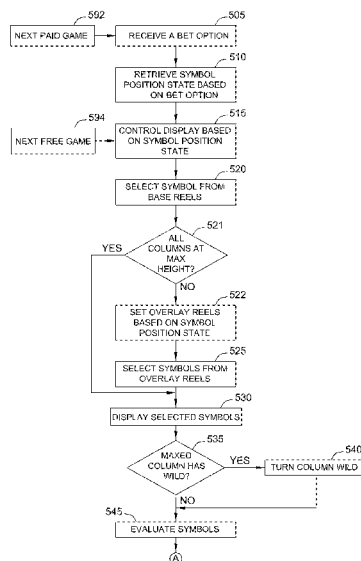 592
505
NEXT PAID GAME
RECEIVE A BET OPTION
510
RETRIEVE SYMBOL
POSITION STATE BASED
ON BET OPTION
594
515
NEXT FREE GAME
CONTROL DISPLAY BASED
ON SYMBOL POSITION
STATE
520
SELECT SYMBOL FROM
BASE REELS
521
YES
ALL
COLUMNS AT
MAX
HEIGHT?
NO
522
SET OVERLAY REELS
BASED ON SYMBOL
POSITION STATE
525
SELECT SYMBOLS FROM
OVERLAY REELS
530
DISPLAY SELECTED SYMBOLS
535
540
MAXED
COLUMN HAS
WILD?
YES
TURN COLUMN WILD
NO
545
EVALUATE SYMBOLS
A